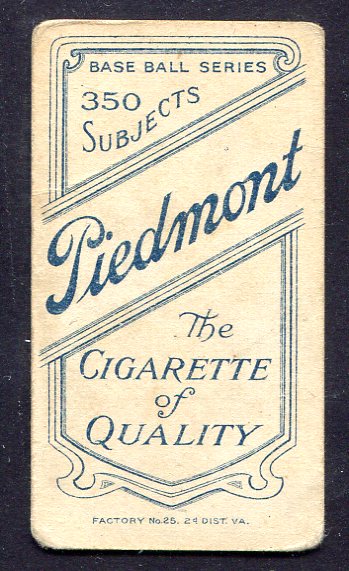 BASE BALL SERIES
350
SUBJECTS
Piedmont
The
CIGARETTE
of
QUALITY
FACTORY No. 25. 2d DIST. VA.